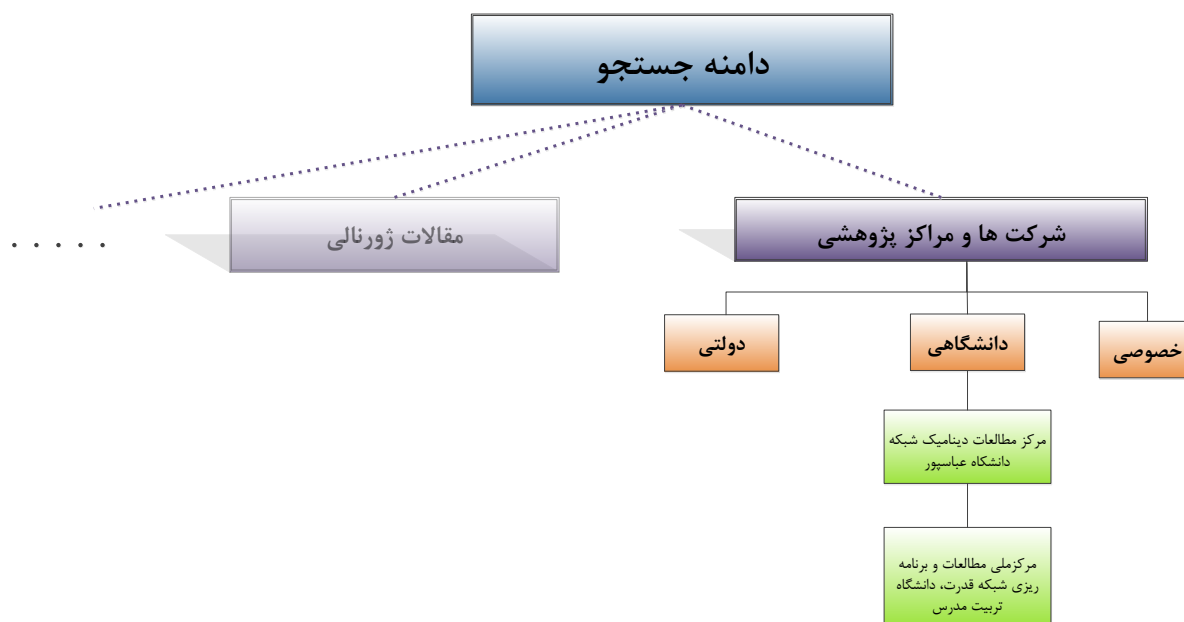 دامنه جستجو
شرکت ها و مراکز پژوهشی
مقالات ژورنالی
. . . . .
خصوصی
دانشگاهی
دولتی
مرکز مطالعات دینامیک شبکه
دانشکاه عباسپور
مرکزملی مطالعات و برنامه
ریزی شبکه قدرت، دانشگاه
تربیت مدرس